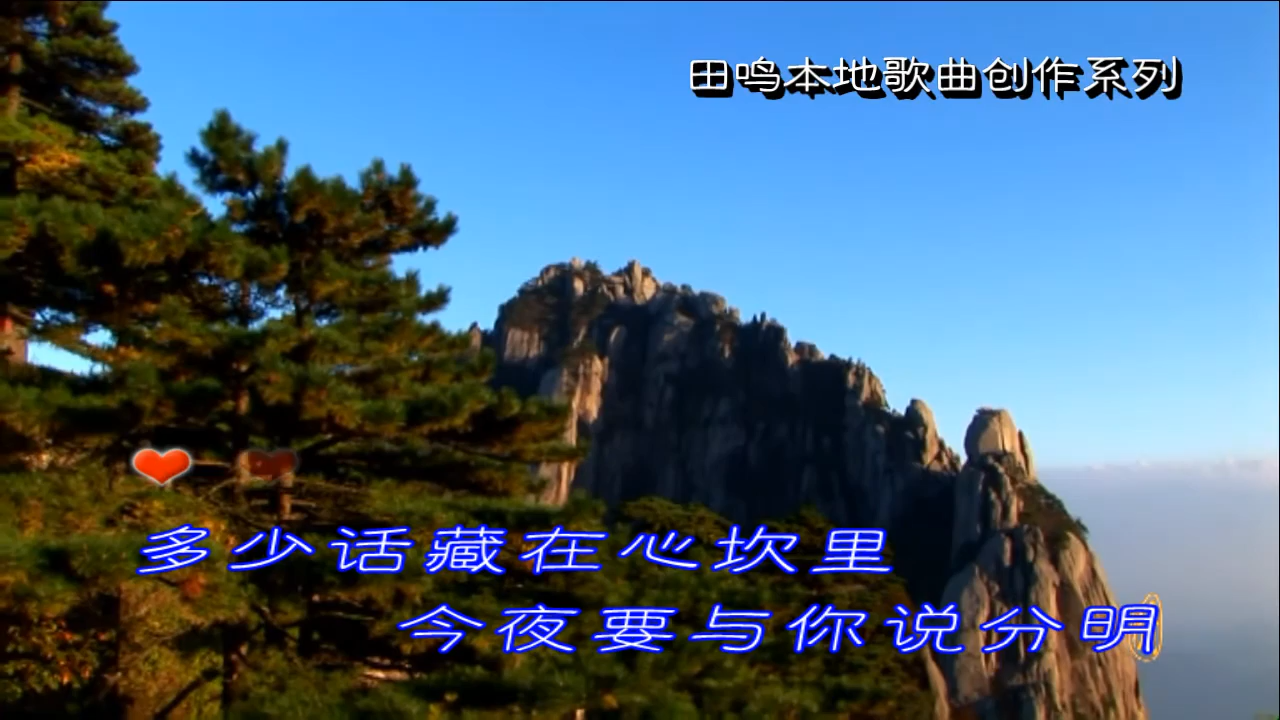 田鸣本地歌曲创作系列
多少话藏在心坎里
今夜要与你说分明